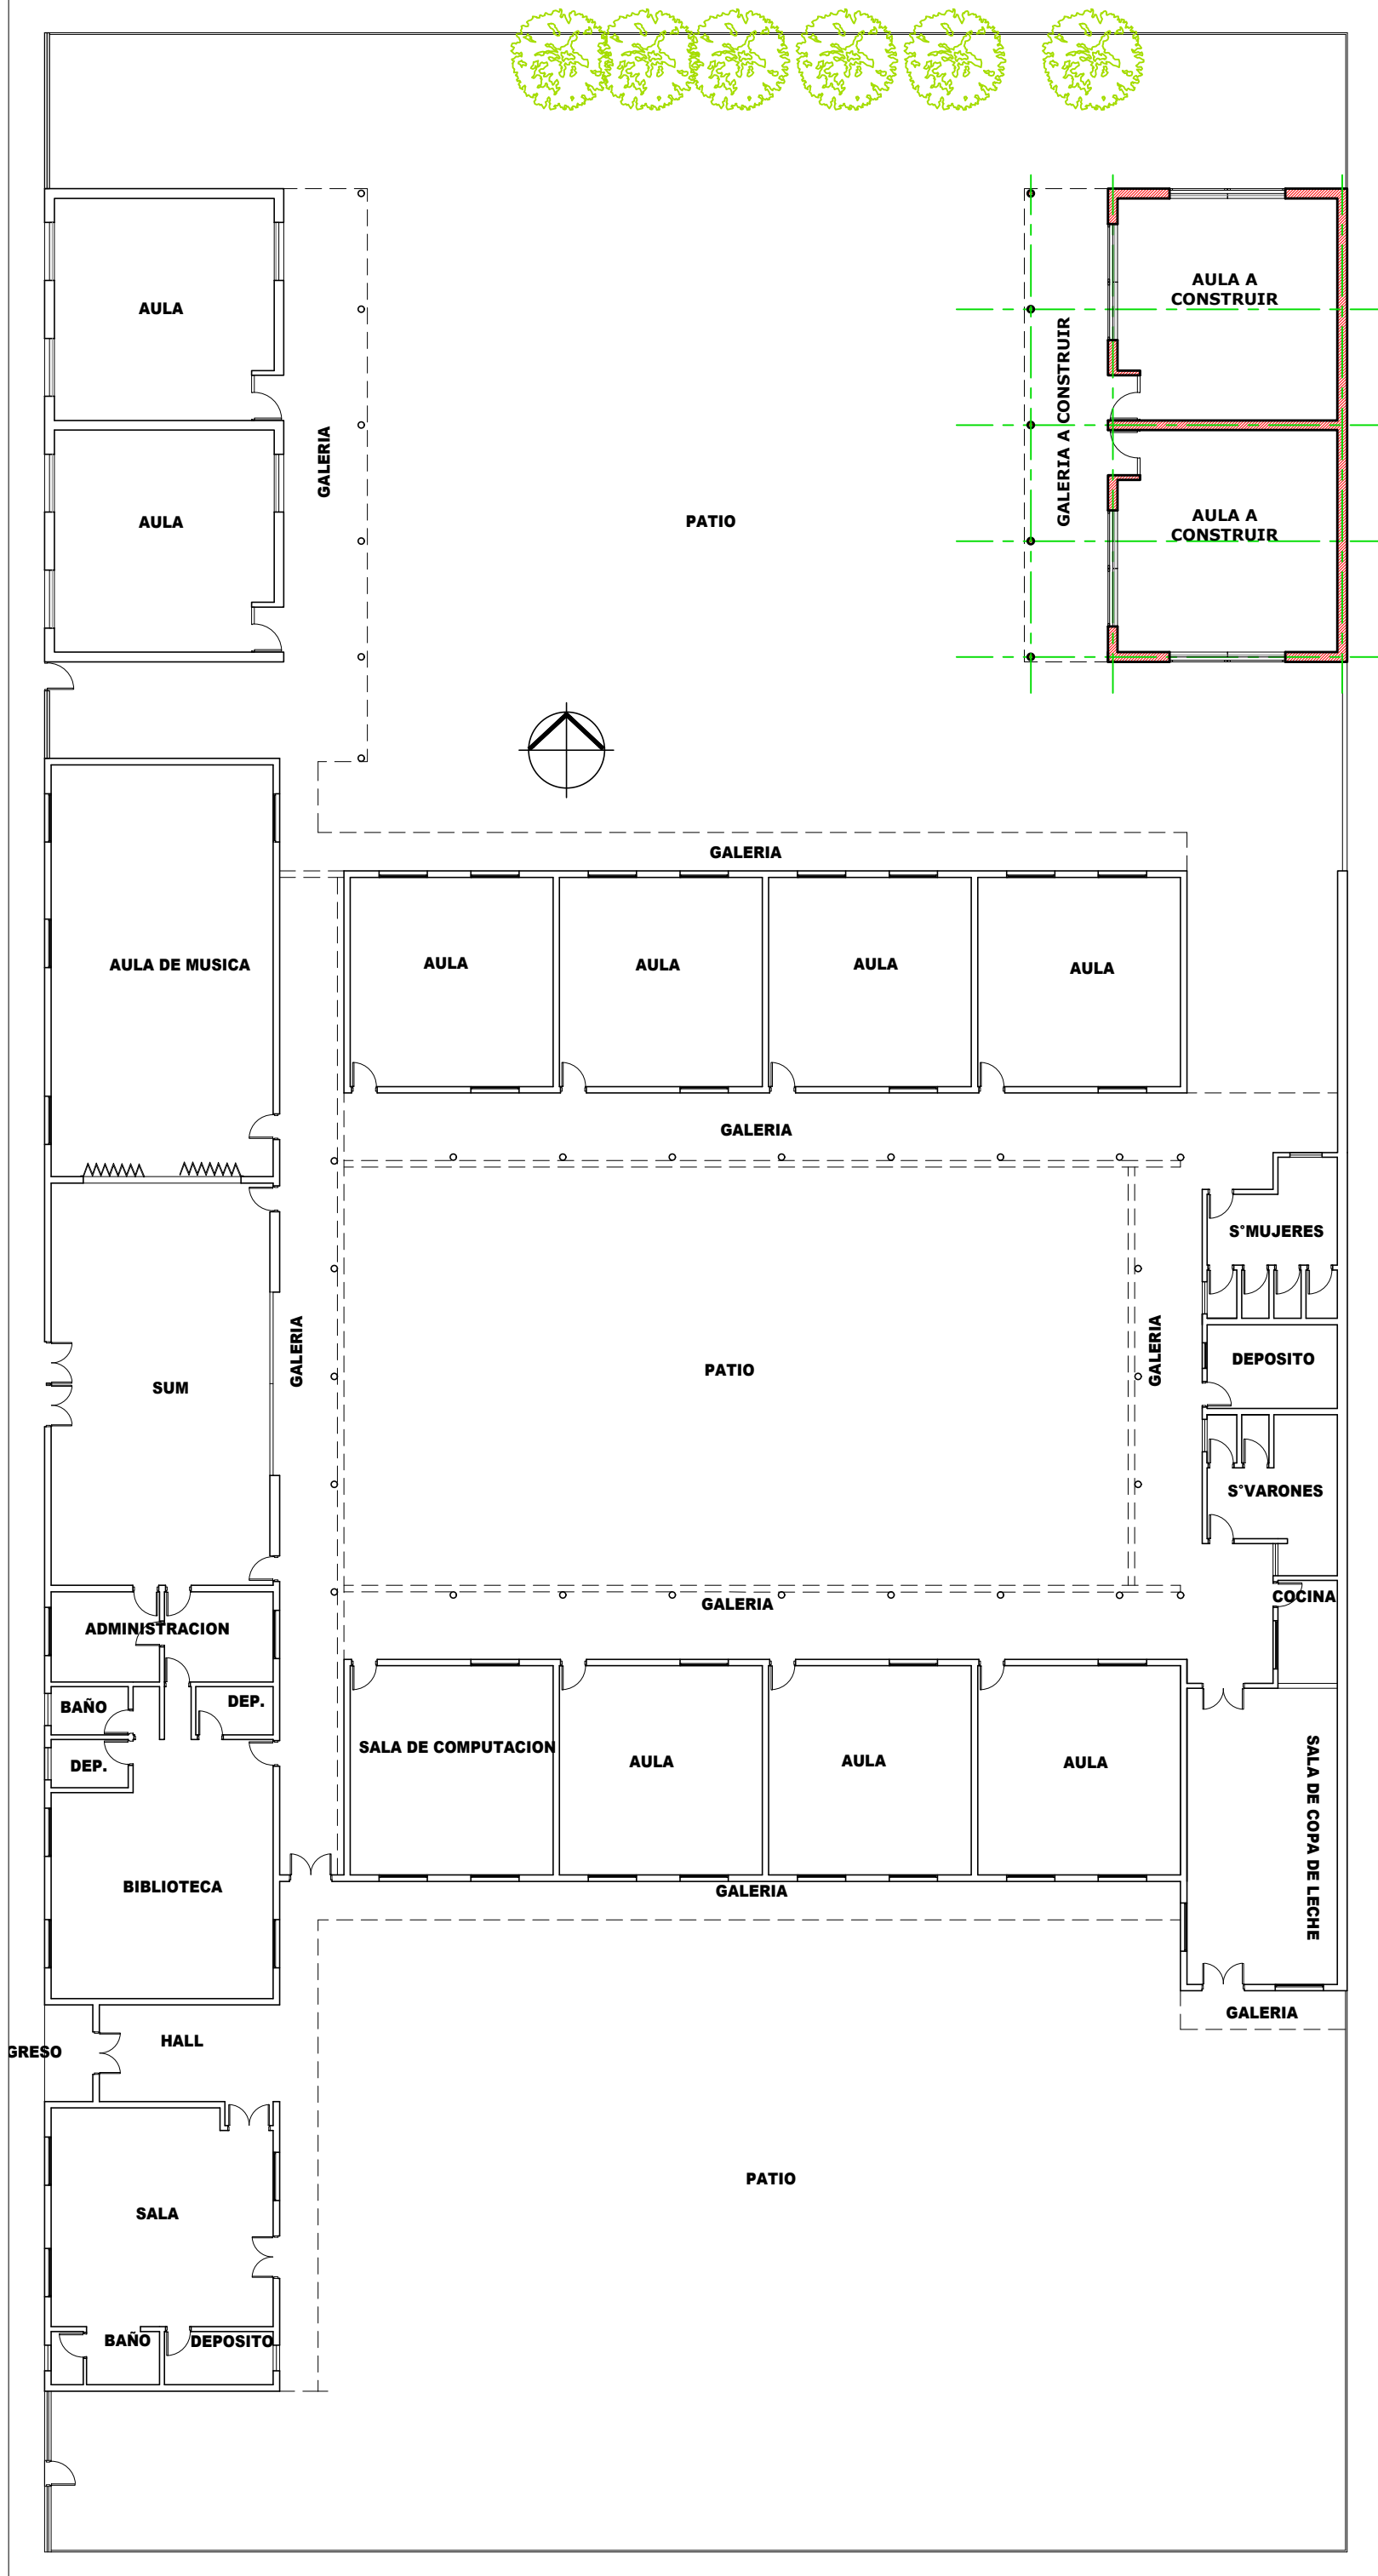 AULA
AULA A
CONSTRUIR
GALERIA A CONSTRUIR
GALERIA
AULA
PATIO
AULA A
CONSTRUIR
GALERIA
AULA DE MUSICA
AULA
AULA
AULA
AULA
GALERIA
S°MUJERES
GALERIA
GALERIA
DEPOSITO
PATIO
SUM
S°VARONES
COCINA
GALERIA
ADMINISTRACION
BAÑO
DEP.
DEP.
SALA DE COMPUTACION
AULA
AULA
AULA
SALA DE COPA DE LECHE
BIBLIOTECA
GALERIA
GALERIA
HALL
GRESO
PATIO
SALA
BAÑO
DEPOSITO